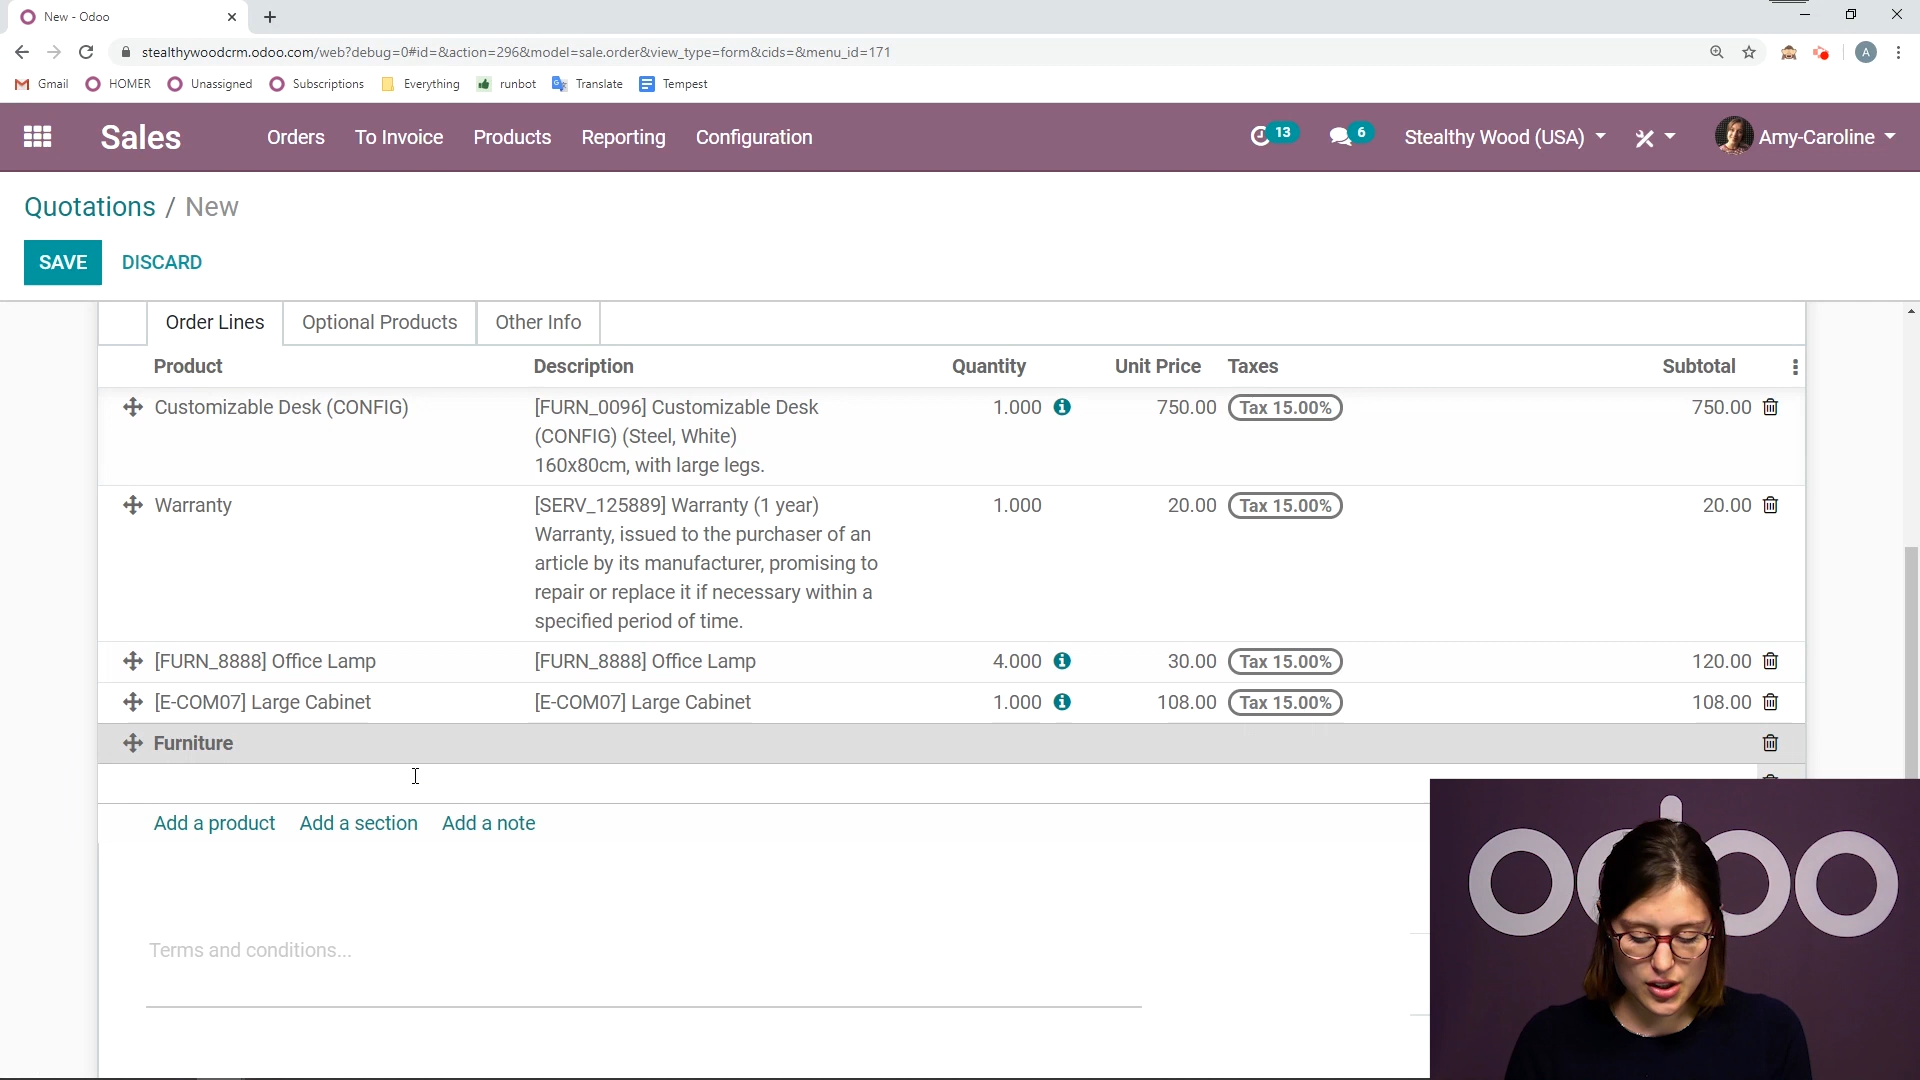 New - Odoo
stealthywoodcrm.odoo.com/web?debug=0#id=&action=296&model=sale.order&view_type=form&cids=&menu_id=171
A
Gmail HOMER Unassigned Subscriptions Everything runbot Translate Tempest
Sales Orders To Invoice Products Reporting Configuration 13 6 Stealthy Wood (USA) Amy-Caroline
Quotations / New
SAVE DISCARD
Order Lines Optional Products Other Info
Product Description Quantity Unit Price Taxes Subtotal
Customizable Desk (CONFIG) [FURN_0096] Customizable Desk 1.000 750.00 Tax 15.00% 750.00
(CONFIG) (Steel, White)
160x80cm, with large legs.
Warranty [SERV_125889] Warranty (1 year) 1.000 20.00 Tax 15.00% 20.00
Warranty, issued to the purchaser of an
article by its manufacturer, promising to
repair or replace it if necessary within a
specified period of time.
[FURN_8888] Office Lamp [FURN_8888] Office Lamp 4.000 30.00 Tax 15.00% 120.00
[E-COM07] Large Cabinet [E-COM07] Large Cabinet 1.000 108.00 Tax 15.00% 108.00
Furniture
Add a product Add a section Add a note
Terms and conditions...
odoo